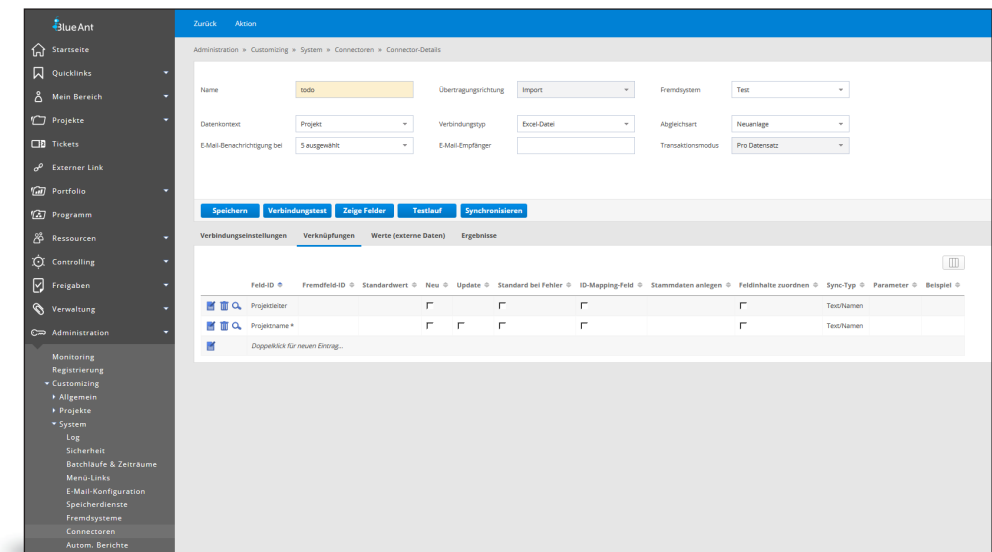 BlueAnt
Zurück Aktion
Startseite
Quicklinks
Mein Bereich
Projekte
Tickets
Externer Link
Portfolio
Programm
Ressourcen
Controlling
Freigaben
Verwaltung
Administration
Monitoring
Registrierung
Customizing
Allgemein
Projekte
System
Log
Sicherheit
Batchläufe & Zeiträume
Menü-Links
E-Mail-Konfiguration
Speicherdienste
Fremdsysteme
Connectoren
Autom. Berichte
Administration » Customizing » System » Connectoren » Connector-Details
Name todo Übertragungsrichtung Import Fremdsystem Test
Datenkontext Projekt Verbindungstyp Excel-Datei Abgleichsart Neuanlage
E-Mail-Benachrichtigung bei 5 ausgewählt E-Mail-Empfänger Transaktionsmodus Pro Datensatz
Speichern Verbindungstest Zeige Felder Testlauf Synchronisieren
Verbindungseinstellungen Verknüpfungen Werte (externe Daten) Ergebnisse
Feld-ID Fremdfeld-ID Standardwert Neu Update Standard bei Fehler ID-Mapping-Feld Stammdaten anlegen Feldinhalte zuordnen Sync-Typ Parameter Beispiel
Projektleiter Text/Namen
Projektname * Text/Namen
Doppelklick für neuen Eintrag...